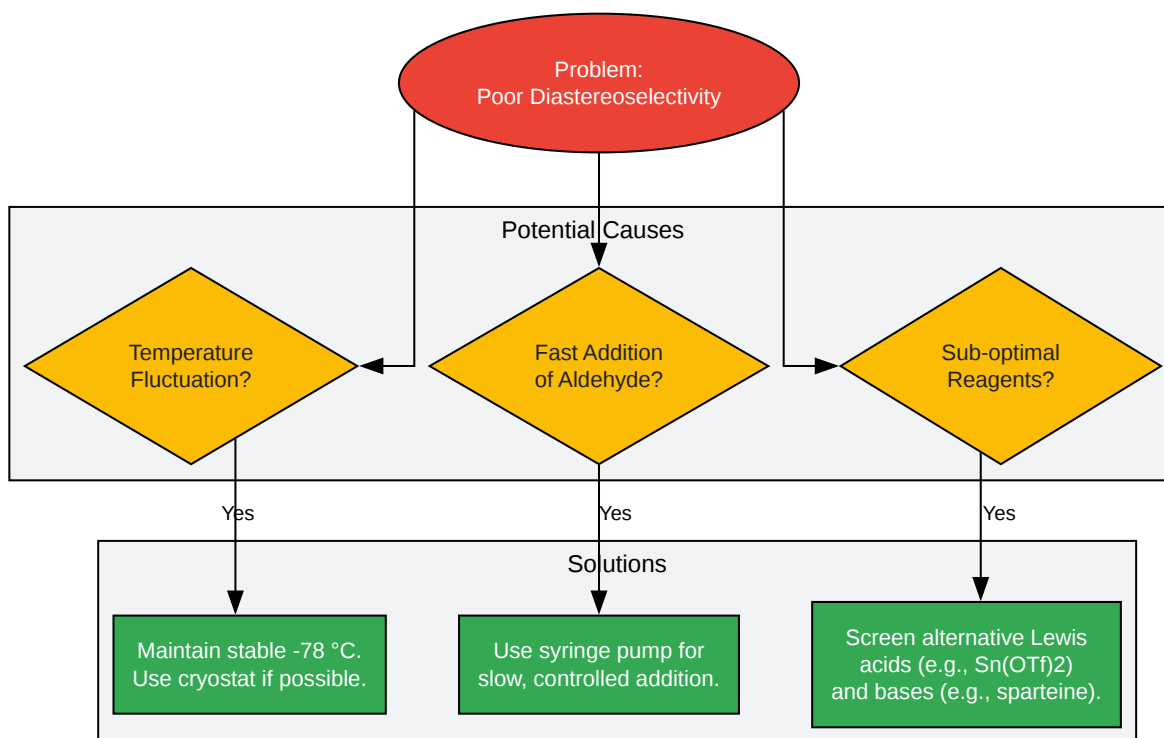 Problem:
Poor Diastereoselectivity
Potential Causes
Temperature
Fluctuation?
Fast Addition
of Aldehyde?
Sub-optimal
Reagents?
Yes
Yes
Yes
Solutions
Maintain stable -78 °C.
Use cryostat if possible.
Use syringe pump for
slow, controlled addition.
Screen alternative Lewis
acids (e.g., Sn(OTf)2)
and bases (e.g., sparteine).